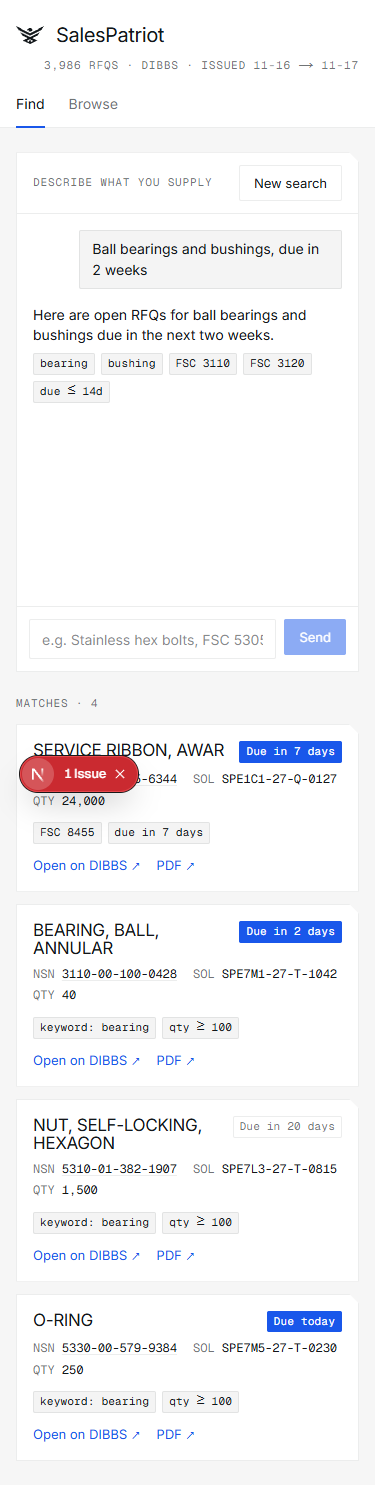 SalesPatriot
3,986 RFQS · DIBBS · ISSUED 11-16 → 11-17
Find Browse
DESCRIBE WHAT YOU SUPPLY New search
Ball bearings and bushings, due in
2 weeks
Here are open RFQs for ball bearings and
bushings due in the next two weeks.
bearing bushing FSC 3110 FSC 3120
due ≤ 14d
e.g. Stainless hex bolts, FSC 5305 Send
MATCHES · 4
SERVICE RIBBON, AWAR Due in 7 days
N 1 Issue × -6344 SOL SPE1C1-27-Q-0127
QTY 24,000
FSC 8455 due in 7 days
Open on DIBBS ↗ PDF ↗
BEARING, BALL, Due in 2 days
ANNULAR
NSN 3110-00-100-0428 SOL SPE7M1-27-T-1042
QTY 40
keyword: bearing qty ≥ 100
Open on DIBBS ↗ PDF ↗
NUT, SELF-LOCKING, Due in 20 days
HEXAGON
NSN 5310-01-382-1907 SOL SPE7L3-27-T-0815
QTY 1,500
keyword: bearing qty ≥ 100
Open on DIBBS ↗ PDF ↗
O-RING Due today
NSN 5330-00-579-9384 SOL SPE7M5-27-T-0230
QTY 250
keyword: bearing qty ≥ 100
Open on DIBBS ↗ PDF ↗